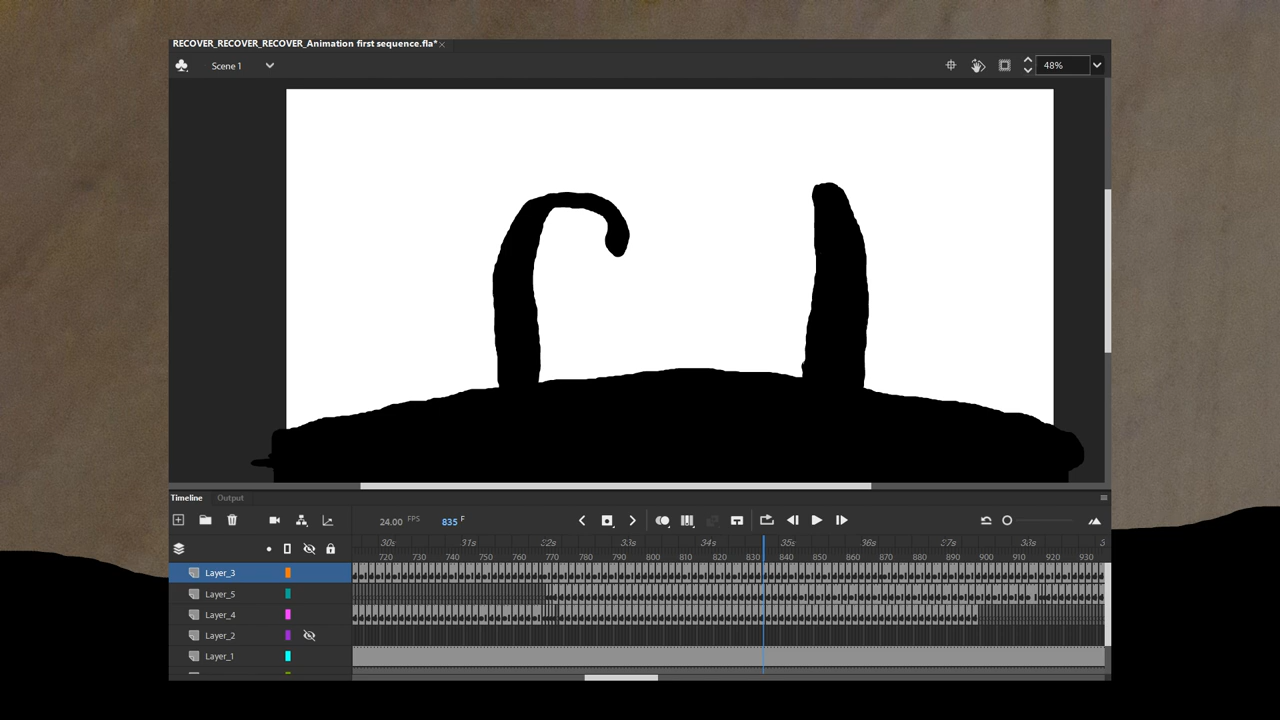 RECOVER_RECOVER_RECOVER_Animation first sequence.fla*
Scene 1
48%
Timeline
Output
24.00 FPS
835 F
30s 31s 32s 33s 34s 35s 36s 37s
720 730 740 750 760 770 780 790 800 810 820 830 840 850 860 870 880 890 900 910 920 930
Layer_3
Layer_5
Layer_4
Layer_2
Layer_1